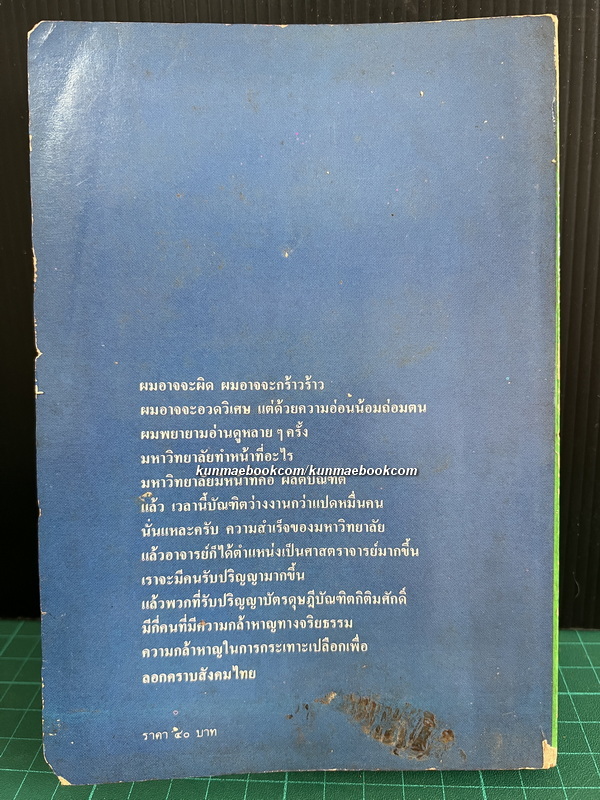 ผมอาจจะผิด ผมอาจจะกร้าวร้าว
ผมอาจจะอวดวิเศษ แต่ด้วยความอ่อนน้อมถ่อมตน
ผมพยายามอ่านดูหลาย ๆ ครั้ง
มหาวิทยาลัยทำหน้าที่อะไร
kunmaebookcom/kunmaebookcom
มหาวิทยาลัยมีหน้าที่คือ ผลิตบัณฑิต
แล้ว เวลานี้บัณฑิตว่างงานกว่าแปดหมื่นคน
นั่นแหละครับ ความสำเร็จของมหาวิทยาลัย
แล้วอาจารย์ก็ได้ตำแหน่งเป็นศาสตราจารย์มากขึ้น
เราจะมีคนรับปริญญามากขึ้น
แล้วพวกที่รับปริญญาบัตรดุษฎีบัณฑิตกิติมศักดิ์
มีกี่คนที่มีความกล้าหาญทางจริยธรรม
ความกล้าหาญในการกระเทาะเปลือกเพื่อ
ลอกคราบสังคมไทย
ราคา ๕๐ บาท